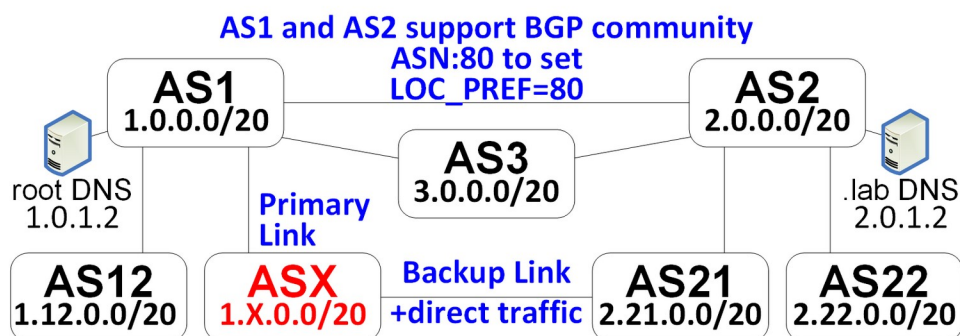 AS1 and AS2 support BGP community
ASN:80 to set
LOC_PREF=80
AS1
1.0.0.0/20
AS2
2.0.0.0/20
AS3
3.0.0.0/20
root DNS
1.0.1.2
.lab DNS
2.0.1.2
Primary
Link
AS12
1.12.0.0/20
ASX
1.X.0.0/20
Backup Link
+direct traffic
AS21
2.21.0.0/20
AS22
2.22.0.0/20